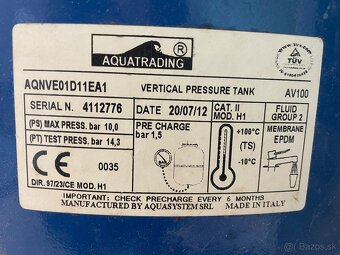 AQUATRADING ®
TÜV
AQNVE01D11EA1 VERTICAL PRESSURE TANK AV100
SERIAL N. 4112776 DATE 20/07/12 CAT. II MOD. H1 FLUID GROUP 2
(PS) MAX PRESS. bar 10,0
(PT) TEST PRESS. bar 14,3
PRE CHARGE bar 1,5
+100°C
(TS)
-10°C
MEMBRANE
EPDM
CE 0035
DIR. 97/23/CE MOD. H1
IMPORTANT: CHECK PRECHARGE EVERY 6 MONTHS
MANUFACTURED BY AQUASYSTEM SRL MADE IN ITALY
bazos.sk